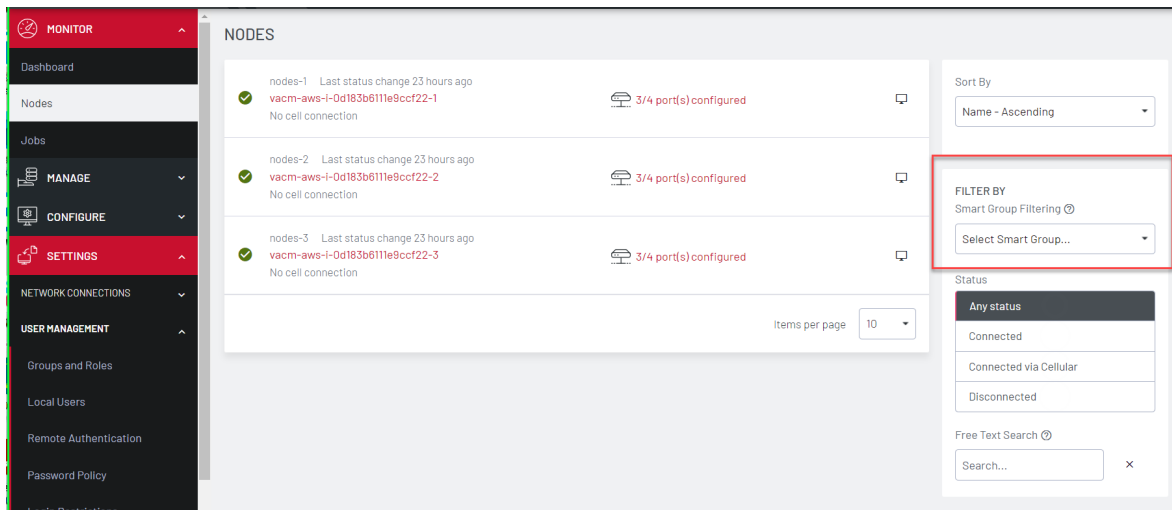 MONITOR
Dashboard
Nodes
Jobs
MANAGE
CONFIGURE
SETTINGS
NETWORK CONNECTIONS
USER MANAGEMENT
Groups and Roles
Local Users
Remote Authentication
Password Policy
Login Restrictions
NODES
nodes-1 Last status change 23 hours ago
vacm-aws-i-0d183b6111e9ccf22-1
No cell connection
3/4 port(s) configured
nodes-2 Last status change 23 hours ago
vacm-aws-i-0d183b6111e9ccf22-2
No cell connection
3/4 port(s) configured
nodes-3 Last status change 23 hours ago
vacm-aws-i-0d183b6111e9ccf22-3
No cell connection
3/4 port(s) configured
Items per page 10
Sort By
Name - Ascending
FILTER BY
Smart Group Filtering
Select Smart Group...
Status
Any status
Connected
Connected via Cellular
Disconnected
Free Text Search
Search...